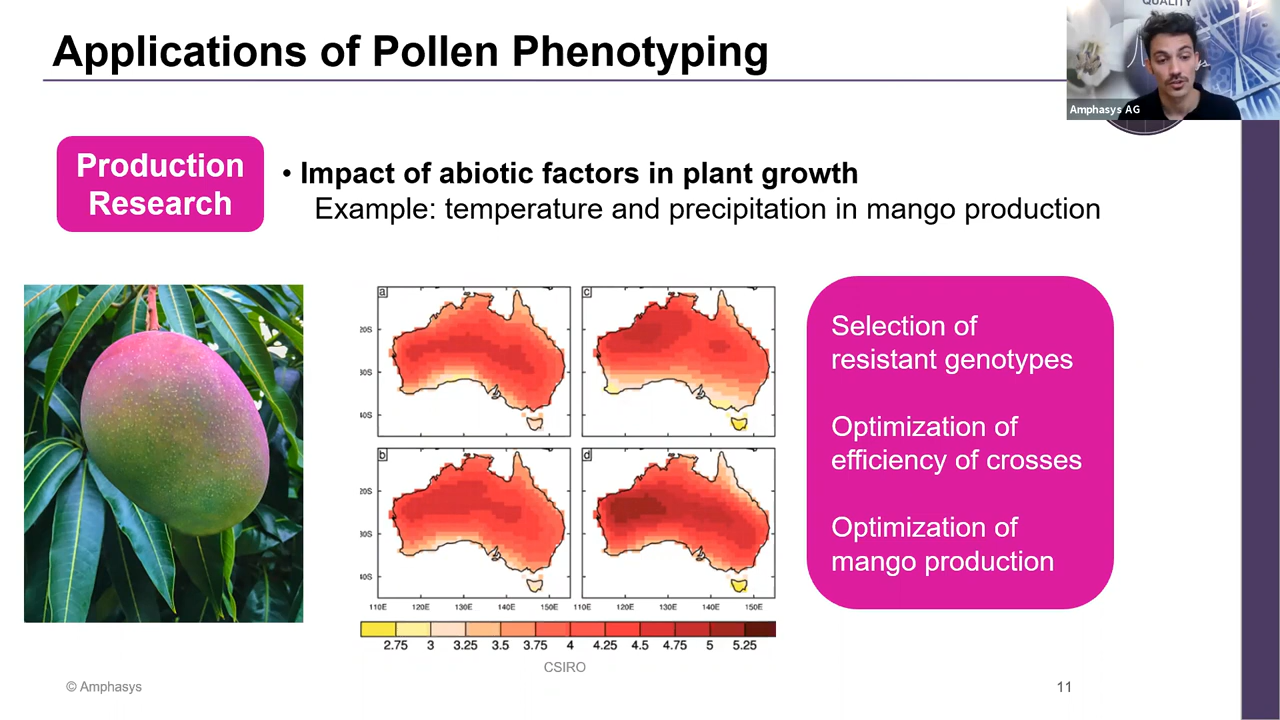 Applications of Pollen Phenotyping
QUALITY
Amphasys AG
Production
Research
• Impact of abiotic factors in plant growth
Example: temperature and precipitation in mango production
a
c
20S
30S
40S
b
d
20S
30S
40S
110E 120E 130E 140E 150E 110E 120E 130E 140E 150E
2.75 3 3.25 3.5 3.75 4 4.25 4.5 4.75 5 5.25
CSIRO
Selection of
resistant genotypes
Optimization of
efficiency of crosses
Optimization of
mango production
© Amphasys
11